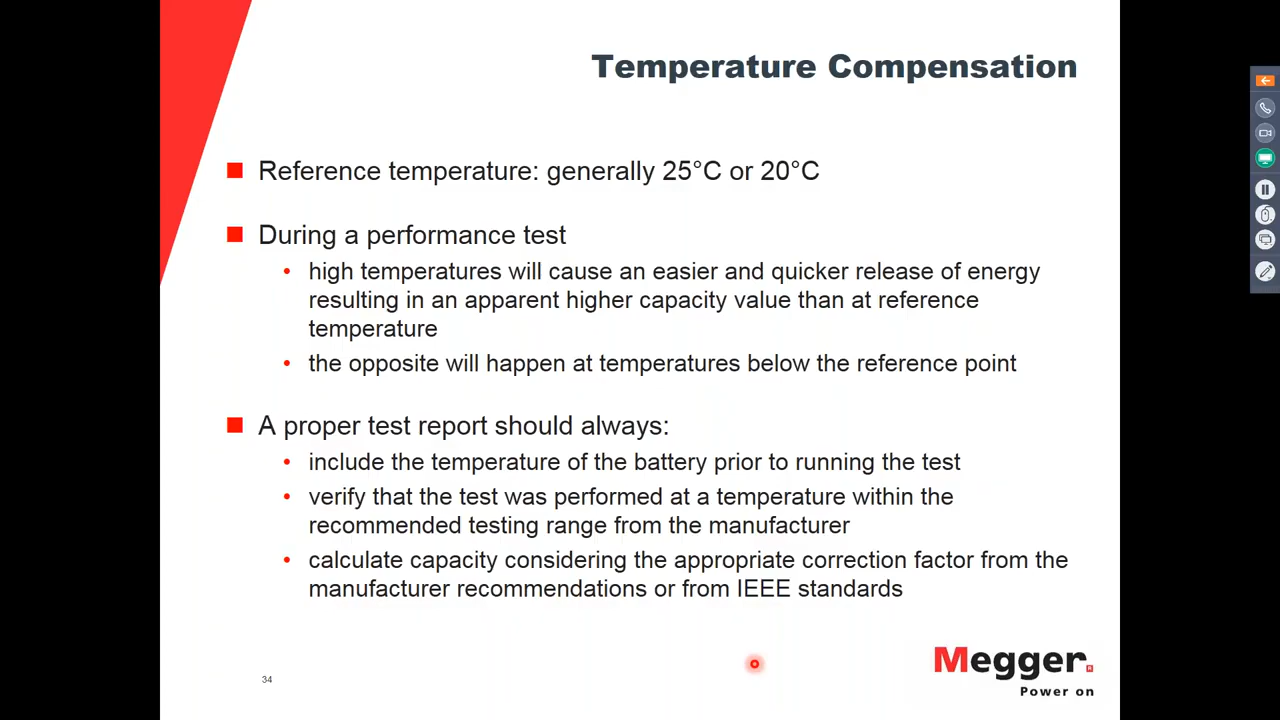 Temperature Compensation
Reference temperature: generally 25°C or 20°C
During a performance test
high temperatures will cause an easier and quicker release of energy
resulting in an apparent higher capacity value than at reference
temperature
the opposite will happen at temperatures below the reference point
A proper test report should always:
include the temperature of the battery prior to running the test
verify that the test was performed at a temperature within the
recommended testing range from the manufacturer
calculate capacity considering the appropriate correction factor from the
manufacturer recommendations or from IEEE standards
34
Megger®
Power on